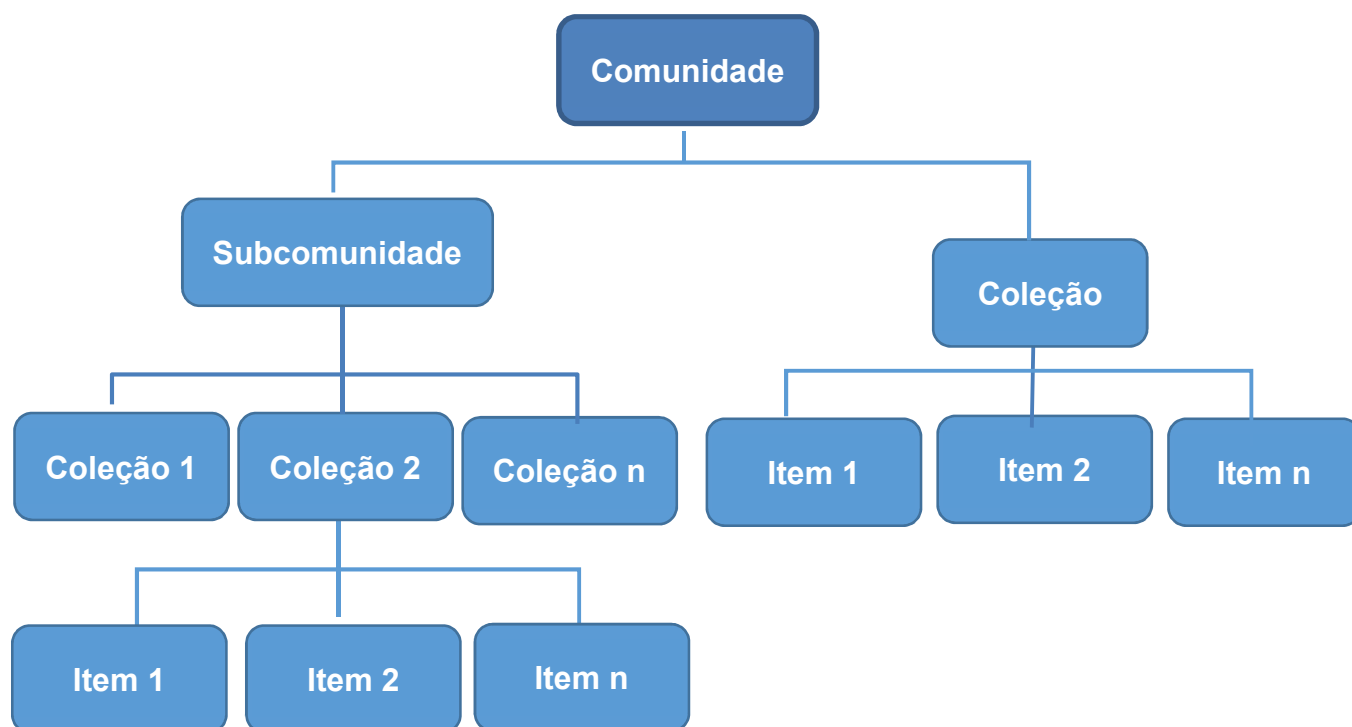 Comunidade
Subcomunidade
Coleção
Coleção 1
Coleção 2
Coleção n
Item 1
Item 2
Item n
Item 1
Item 2
Item n